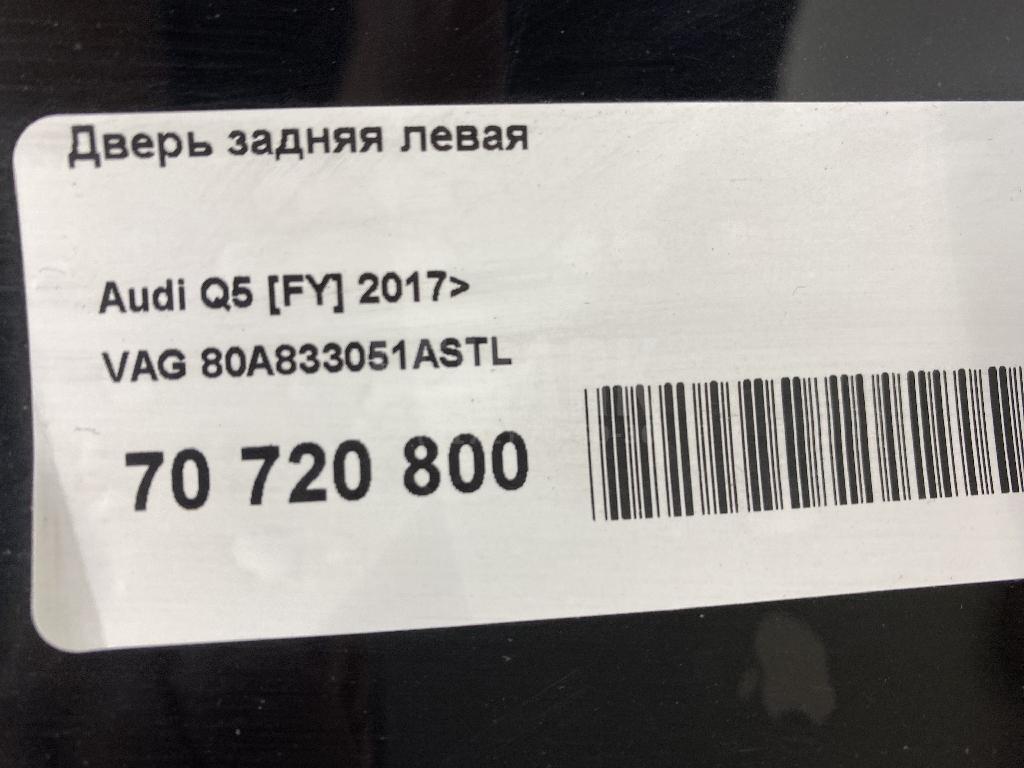 Дверь задняя левая
Audi Q5 [FY] 2017>
VAG 80A833051ASTL
70 720 800